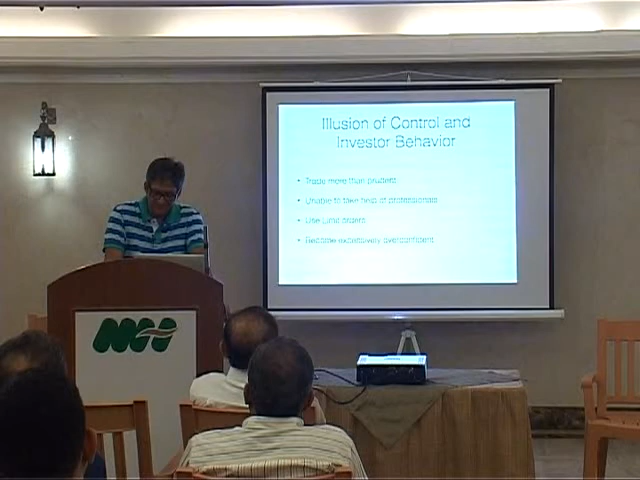 Illusion of Control and
Investor Behavior
• Trade more than prudent
• Unable to take help of professionals
• Use Limit orders
• Become excessively overconfident